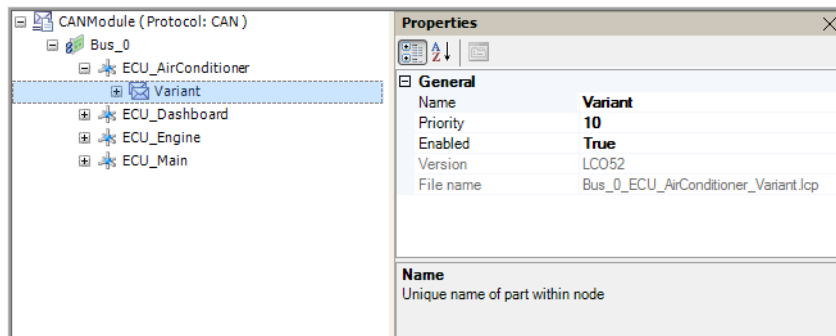 CANModule (Protocol: CAN )
Bus_0
ECU_AirConditioner
Variant
ECU_Dashboard
ECU_Engine
ECU_Main
Properties
A
Z
General
Name Variant
Priority 10
Enabled True
Version LCO52
File name Bus_0_ECU_AirConditioner_Variant.lcp
Name
Unique name of part within node